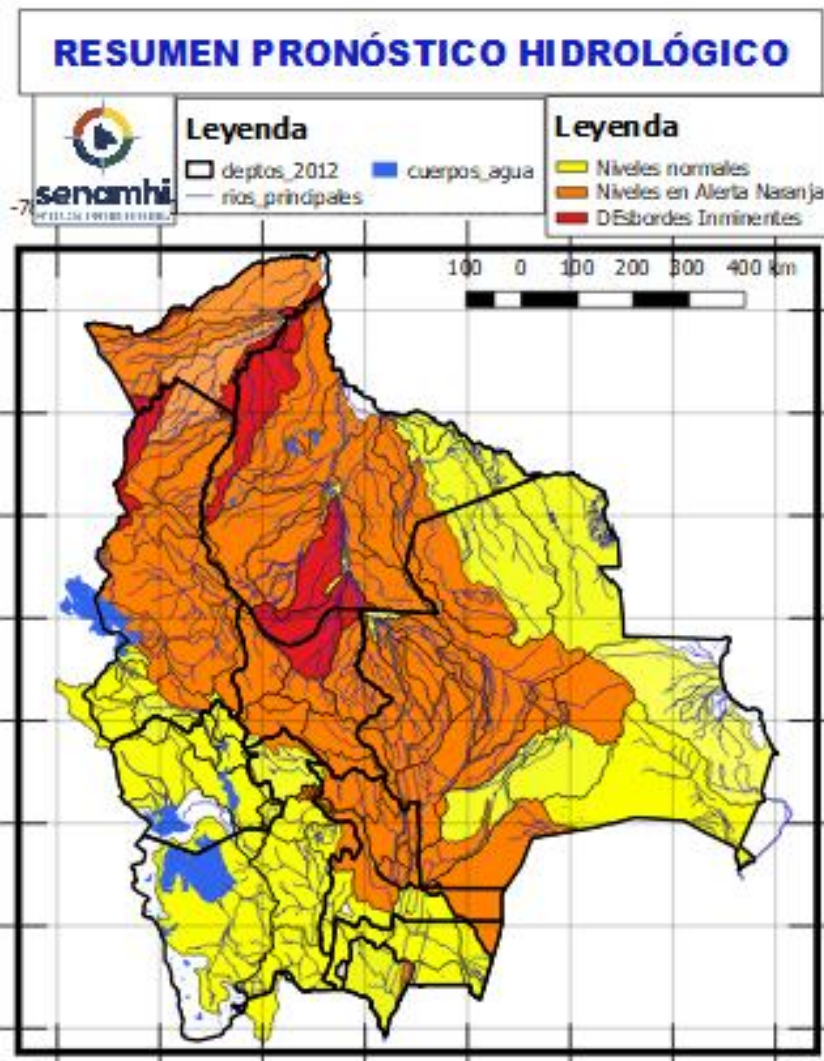 RESUMEN PRONÓSTICO HIDROLÓGICO
senamhi
Leyenda
deptos_2012
cuerpos_agua
rios_principales
Leyenda
Niveles normales
Niveles en Alerta Naranja
DEsbordes Inminentes
100 0 100 200 300 400 km